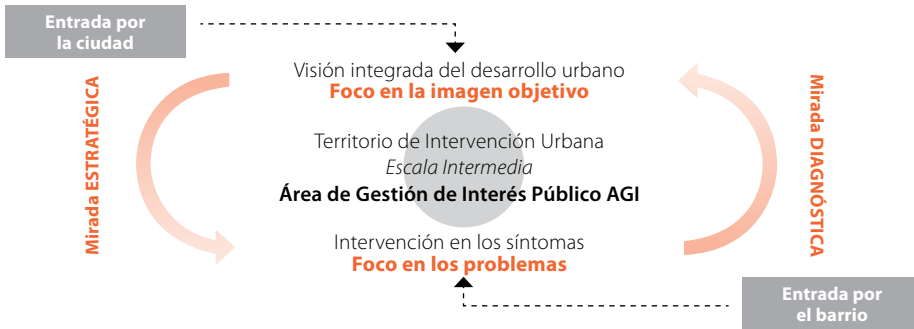 Entrada por
la ciudad
Visión integrada del desarrollo urbano
Foco en la imagen objetivo
Mirada ESTRATÉGICA
Mirada DIAGNÓSTICA
Territorio de Intervención Urbana
Escala Intermedia
Área de Gestión de Interés Público AGI
Intervención en los síntomas
Foco en los problemas
Entrada por
el barrio